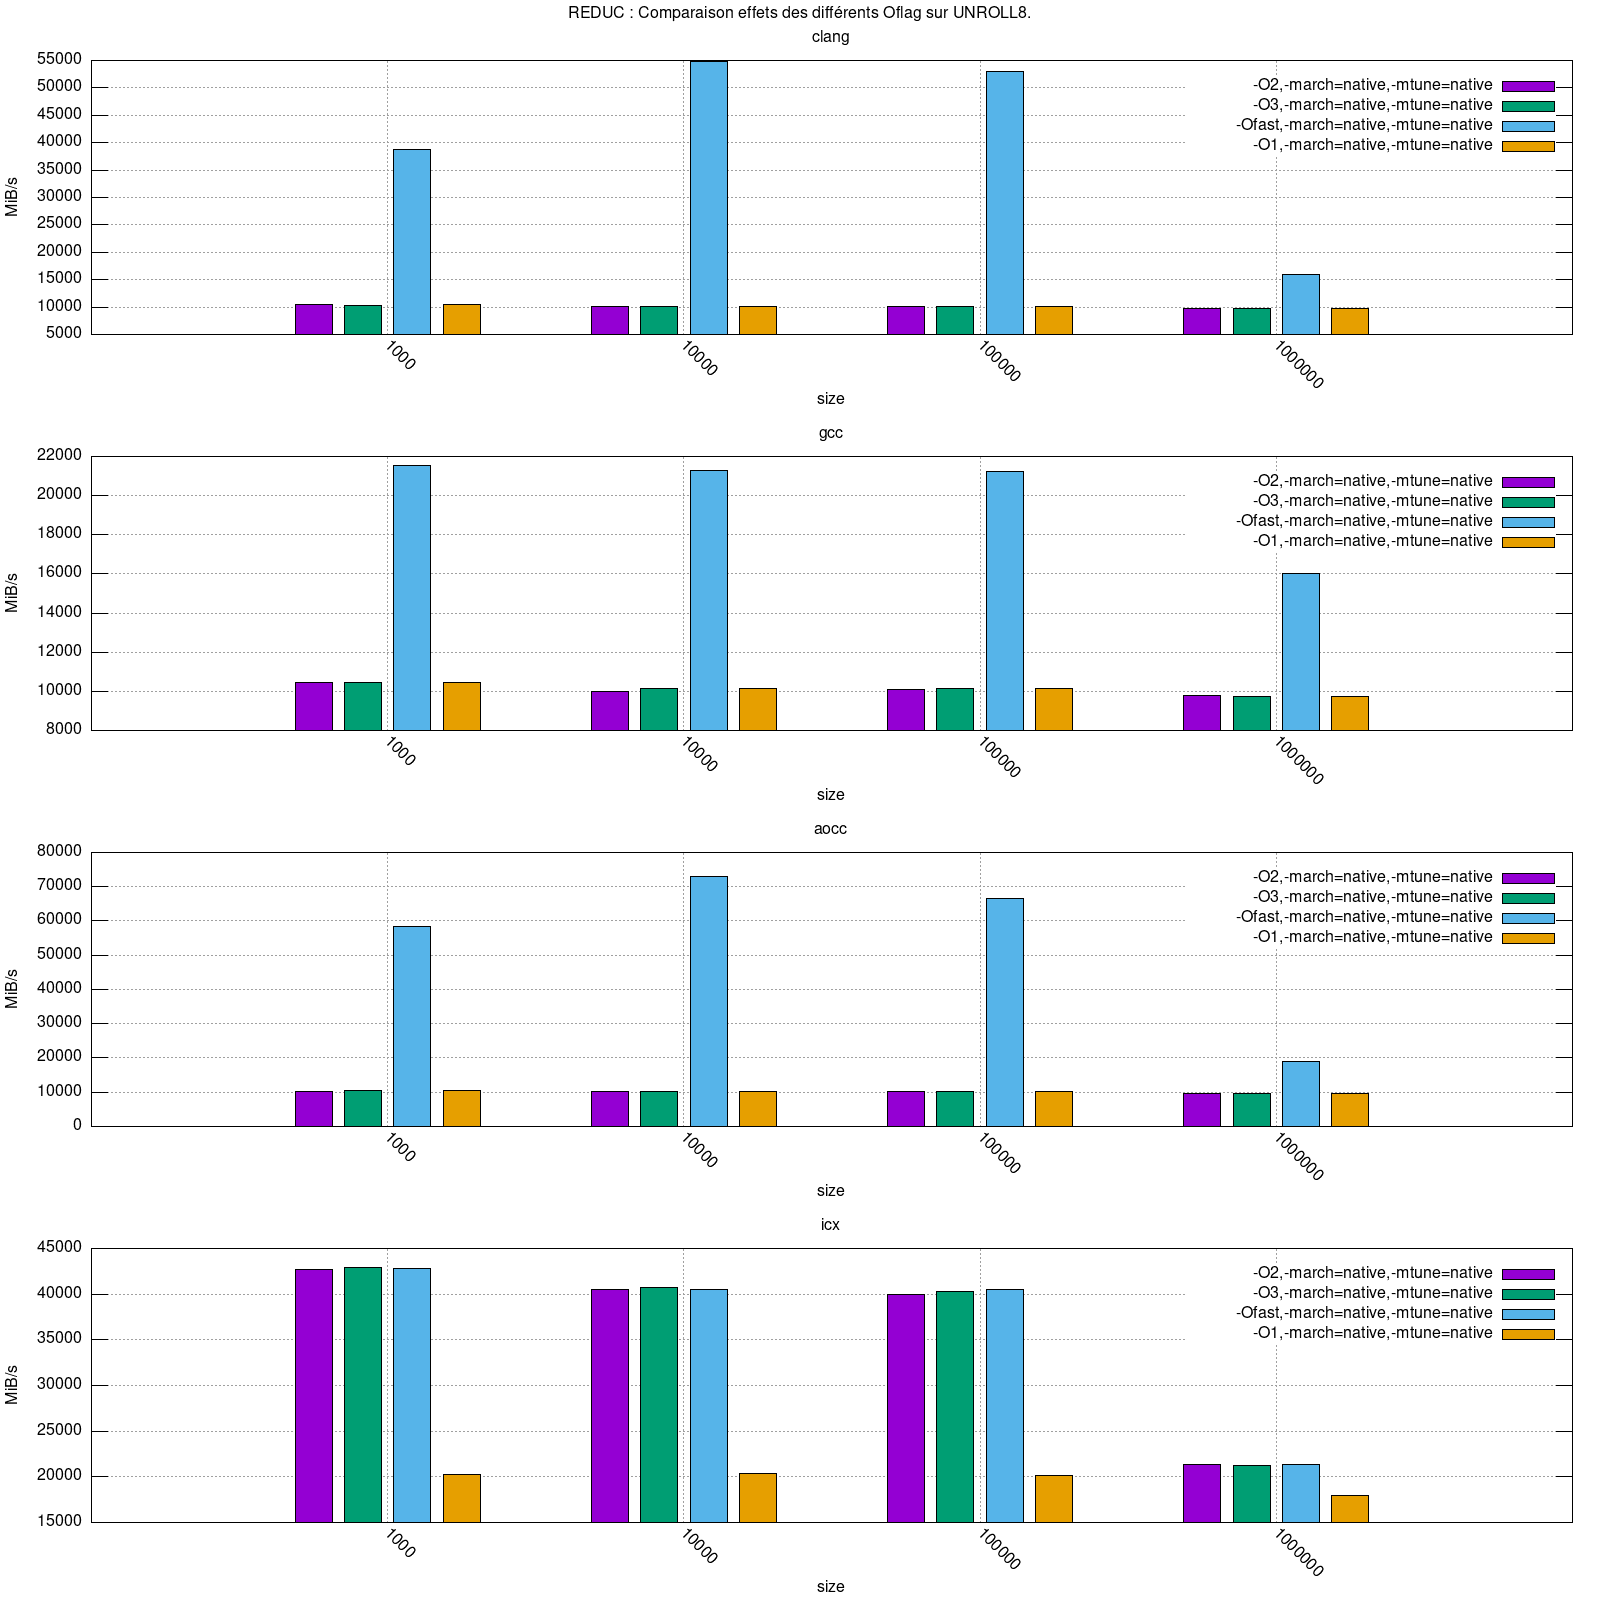 REDUC : Comparaison effets des différents Oflag sur UNROLL8.
clang
55000
50000
45000
40000
35000
30000
25000
20000
15000
10000
5000
MiB/s
-O2,-march=native,-mtune=native
-O3,-march=native,-mtune=native
-Ofast,-march=native,-mtune=native
-O1,-march=native,-mtune=native
1000
10000
100000
1000000
size
gcc
22000
20000
18000
16000
14000
12000
10000
8000
MiB/s
-O2,-march=native,-mtune=native
-O3,-march=native,-mtune=native
-Ofast,-march=native,-mtune=native
-O1,-march=native,-mtune=native
1000
10000
100000
1000000
size
aocc
80000
70000
60000
50000
40000
30000
20000
10000
0
MiB/s
-O2,-march=native,-mtune=native
-O3,-march=native,-mtune=native
-Ofast,-march=native,-mtune=native
-O1,-march=native,-mtune=native
1000
10000
100000
1000000
size
icx
45000
40000
35000
30000
25000
20000
15000
MiB/s
-O2,-march=native,-mtune=native
-O3,-march=native,-mtune=native
-Ofast,-march=native,-mtune=native
-O1,-march=native,-mtune=native
1000
10000
100000
1000000
size